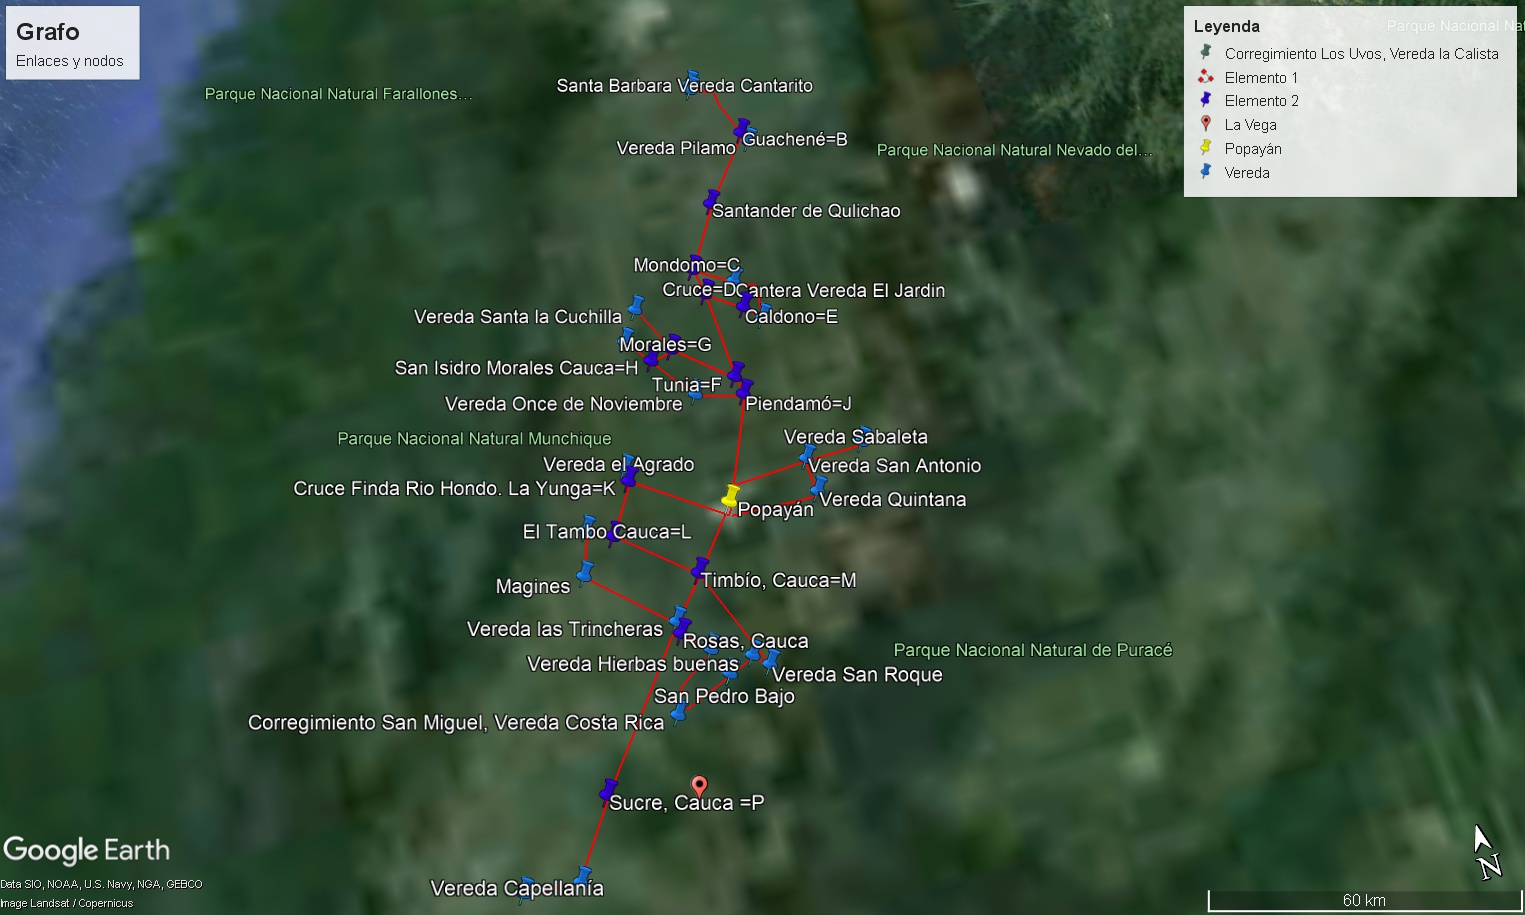 Grafo
Enlaces y nodos
Leyenda
Parque Nacional Nat
Corregimiento Los Uvos, Vereda la Calista
Elemento 1
Elemento 2
La Vega
Popayán
Vereda
Santa Barbara Vereda Cantarito
Parque Nacional Natural Farallones...
Guachené=B
Vereda Pilamo
Parque Nacional Natural Nevado del...
Santander de Qulichao
Mondomo=C
Cruce=D
Cantera Vereda El Jardin
Vereda Santa la Cuchilla
Caldono=E
Morales=G
San Isidro Morales Cauca=H
Tunia=F
Vereda Once de Noviembre
Piendamó=J
Parque Nacional Natural Munchique
Vereda Sabaleta
Vereda el Agrado
Vereda San Antonio
Cruce Finda Rio Hondo. La Yunga=K
Vereda Quintana
Popayán
El Tambo Cauca=L
Magines
Timbío, Cauca=M
Vereda las Trincheras
Rosas, Cauca
Parque Nacional Natural de Puracé
Vereda Hierbas buenas
Vereda San Roque
San Pedro Bajo
Corregimiento San Miguel, Vereda Costa Rica
Sucre, Cauca =P
Google Earth
Data SIO, NOAA, U.S. Navy, NGA, GEBCO
Image Landsat / Copernicus
Vereda Capellanía
N
60 km